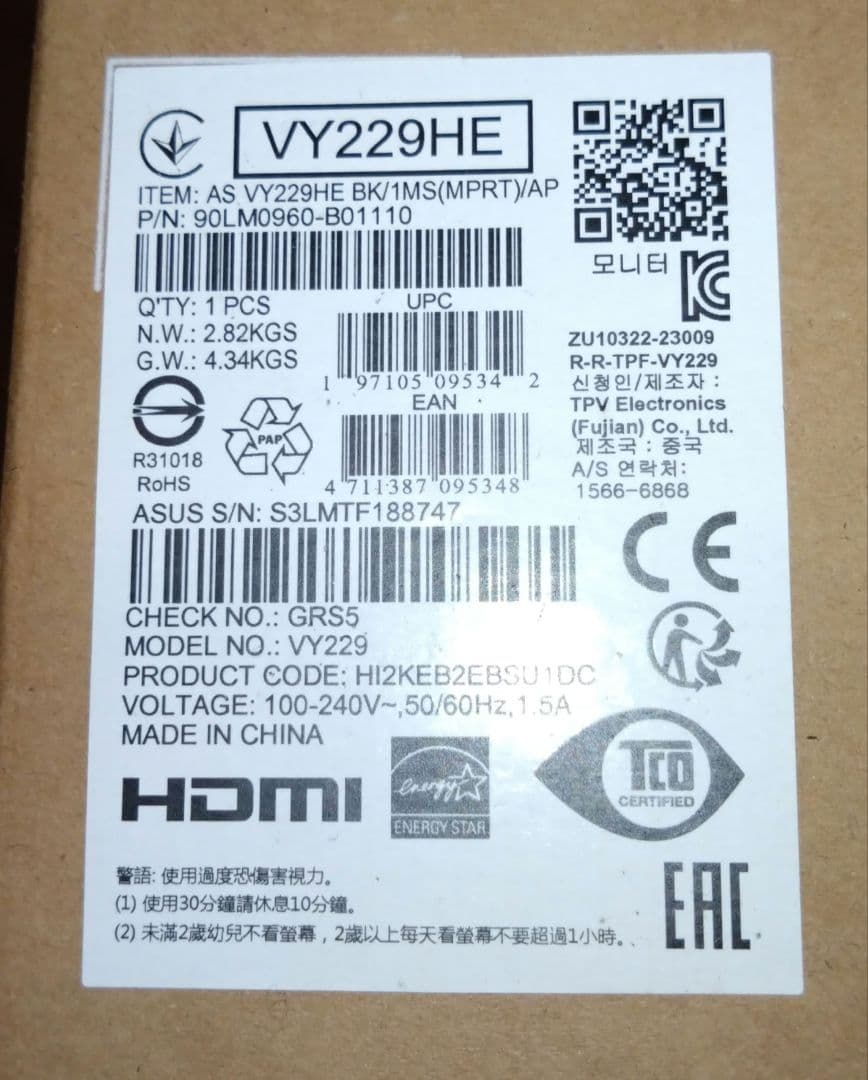 VY229HE
ITEM: AS VY229HE BK/1MS(MPRT)/AP
P/N: 90LM0960-B01110
모니터
Q'TY: 1 PCS
N.W.: 2.82KGS
G.W.: 4.34KGS
UPC
1 97105 09534 2
EAN
4 711387 095348
R31018
RoHS
PAP
ZU10322-23009
R-R-TPF-VY229
신청인/제조자 :
TPV Electronics
(Fujian) Co., Ltd.
제조국 : 중국
A/S 연락처:
1566-6868
ASUS S/N: S3LMTF188747
CE
CHECK NO.: GRS5
MODEL NO.: VY229
PRODUCT CODE: HI2KEB2EBSU1DC
VOLTAGE: 100-240V~,50/60Hz,1.5A
MADE IN CHINA
HDMI
energy
ENERGY STAR
TCO
CERTIFIED
警語: 使用過度恐傷害視力。
(1) 使用30分鐘請休息10分鐘。
(2) 未滿2歲幼兒不看螢幕，2歲以上每天看螢幕不要超過1小時。
EAC